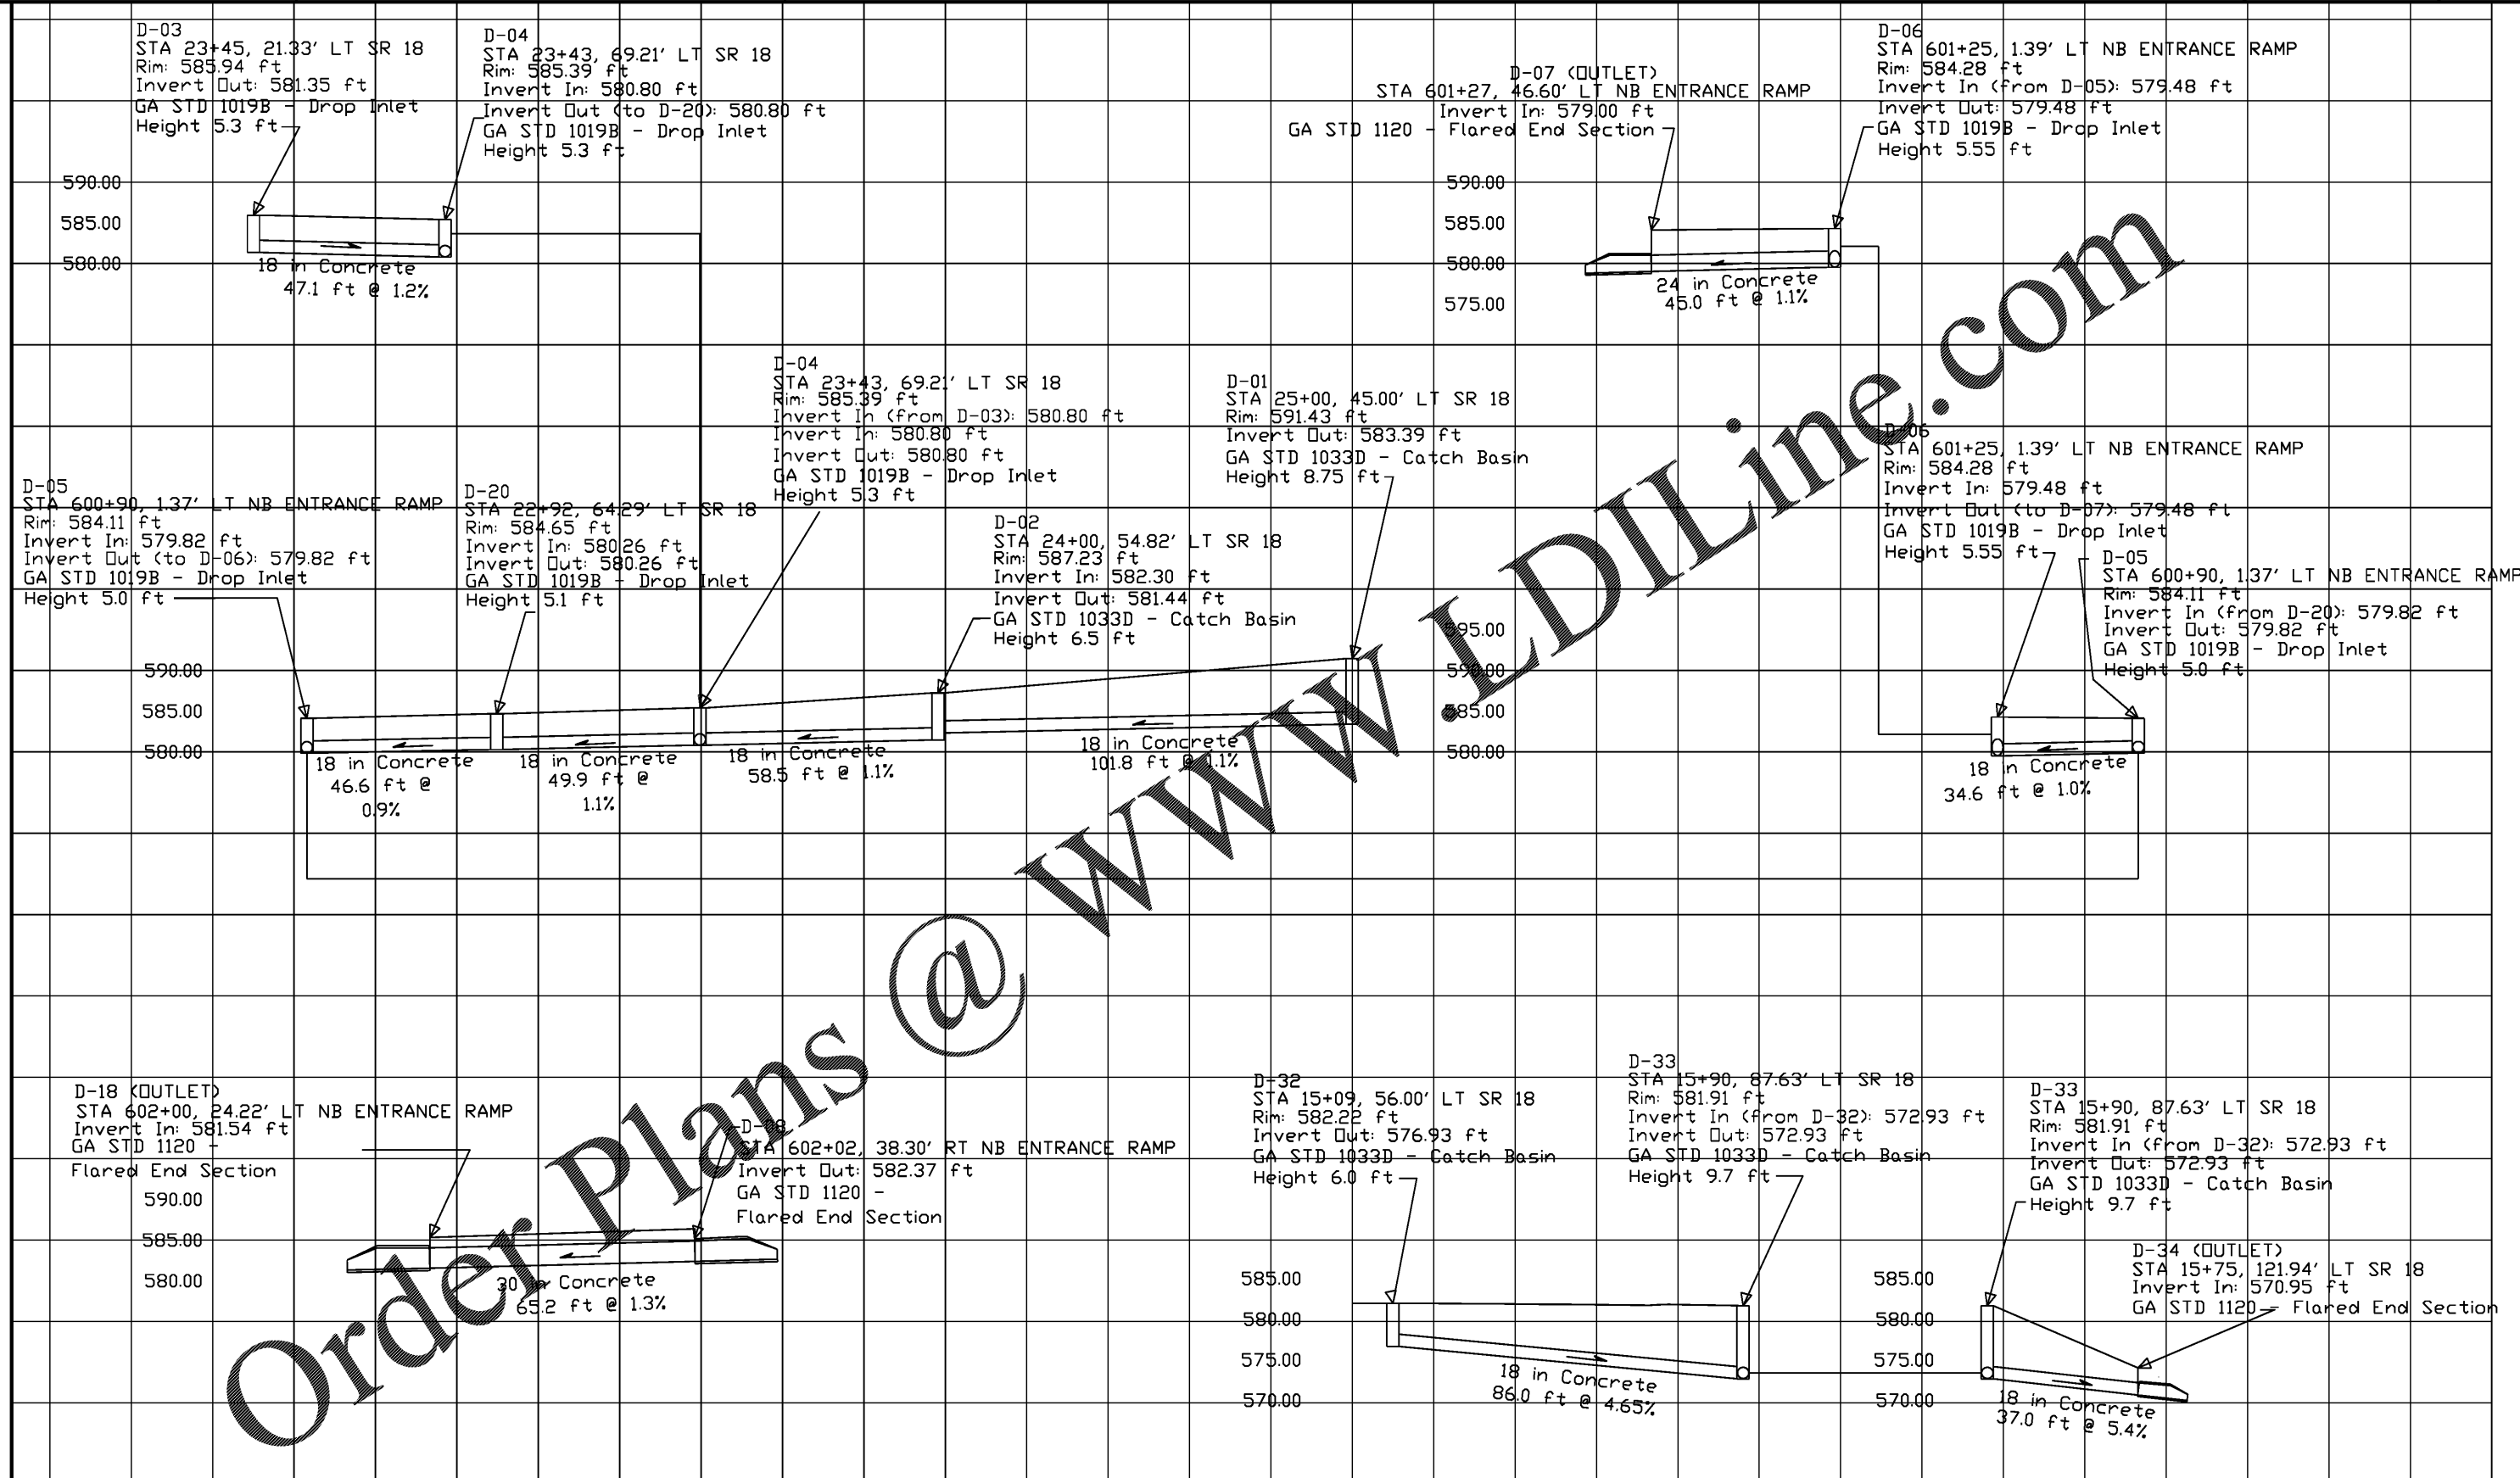 D-03
STA 23+45, 21.33' LT SR 18
Rim: 585.94 ft
Invert Out: 581.35 ft
GA STD 1019B - Drop Inlet
Height 5.3 ft
D-04
STA 23+43, 69.21' LT SR 18
Rim: 585.39 ft
Invert In: 580.80 ft
Invert Out (to D-20): 580.80 ft
GA STD 1019B - Drop Inlet
Height 5.3 ft
590.00
585.00
580.00
18 in Concrete
47.1 ft @ 1.2%
D-07 (OUTLET)
STA 601+27, 46.60' LT NB ENTRANCE RAMP
Invert In: 579.00 ft
GA STD 1120 - Flared End Section
D-06
STA 601+25, 1.39' LT NB ENTRANCE RAMP
Rim: 584.28 ft
Invert In (from D-05): 579.48 ft
Invert Out: 579.48 ft
GA STD 1019B - Drop Inlet
Height 5.55 ft
590.00
585.00
580.00
575.00
24 in Concrete
45.0 ft @ 1.1%
D-05
STA 600+90, 1.37' LT NB ENTRANCE RAMP
Rim: 584.11 ft
Invert In: 579.82 ft
Invert Out (to D-06): 579.82 ft
GA STD 1019B - Drop Inlet
Height 5.0 ft
D-20
STA 22+92, 64.29' LT SR 18
Rim: 584.65 ft
Invert In: 580.26 ft
Invert Out: 580.26 ft
GA STD 1019B - Drop Inlet
Height 5.1 ft
D-04
STA 23+43, 69.21' LT SR 18
Rim: 585.39 ft
Invert In (from D-03): 580.80 ft
Invert In: 580.80 ft
Invert Out: 580.80 ft
GA STD 1019B - Drop Inlet
Height 5.3 ft
D-02
STA 24+00, 54.82' LT SR 18
Rim: 587.23 ft
Invert In: 582.30 ft
Invert Out: 581.44 ft
GA STD 1033D - Catch Basin
Height 6.5 ft
D-01
STA 25+00, 45.00' LT SR 18
Rim: 591.43 ft
Invert Out: 583.39 ft
GA STD 1033D - Catch Basin
Height 8.75 ft
590.00
585.00
580.00
18 in Concrete
46.6 ft @
0.9%
18 in Concrete
49.9 ft @
1.1%
18 in Concrete
58.5 ft @ 1.1%
18 in Concrete
101.8 ft @ 1.1%
D-06
STA 601+25, 1.39' LT NB ENTRANCE RAMP
Rim: 584.28 ft
Invert In: 579.48 ft
Invert Out (to D-07): 579.48 ft
GA STD 1019B - Drop Inlet
Height 5.55 ft
D-05
STA 600+90, 1.37' LT NB ENTRANCE RAMP
Rim: 584.11 ft
Invert In (from D-20): 579.82 ft
Invert Out: 579.82 ft
GA STD 1019B - Drop Inlet
Height 5.0 ft
595.00
590.00
585.00
580.00
18 in Concrete
34.6 ft @ 1.0%
D-18 (OUTLET)
STA 602+00, 24.22' LT NB ENTRANCE RAMP
Invert In: 581.54 ft
GA STD 1120 -
Flared End Section
D-08
STA 602+02, 38.30' RT NB ENTRANCE RAMP
Invert Out: 582.37 ft
GA STD 1120 -
Flared End Section
590.00
585.00
580.00
30 in Concrete
65.2 ft @ 1.3%
D-32
STA 15+09, 56.00' LT SR 18
Rim: 582.22 ft
Invert Out: 576.93 ft
GA STD 1033D - Catch Basin
Height 6.0 ft
D-33
STA 15+90, 87.63' LT SR 18
Rim: 581.91 ft
Invert In (from D-32): 572.93 ft
Invert Out: 572.93 ft
GA STD 1033D - Catch Basin
Height 9.7 ft
585.00
580.00
575.00
570.00
18 in Concrete
86.0 ft @ 4.65%
D-33
STA 15+90, 87.63' LT SR 18
Rim: 581.91 ft
Invert In (from D-32): 572.93 ft
Invert Out: 572.93 ft
GA STD 1033D - Catch Basin
Height 9.7 ft
D-34 (OUTLET)
STA 15+75, 121.94' LT SR 18
Invert In: 570.95 ft
GA STD 1120 - Flared End Section
585.00
580.00
575.00
570.00
18 in Concrete
37.0 ft @ 5.4%
Order Plans @ www.LDILine.com